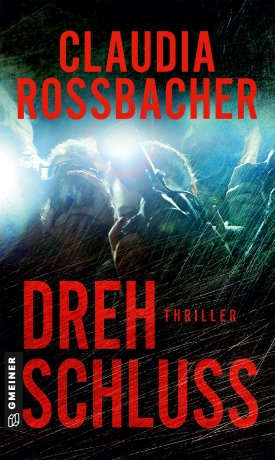 CLAUDIA
ROSSBACHER
DREH
THRILLER
SCHLUSS
GMEINER